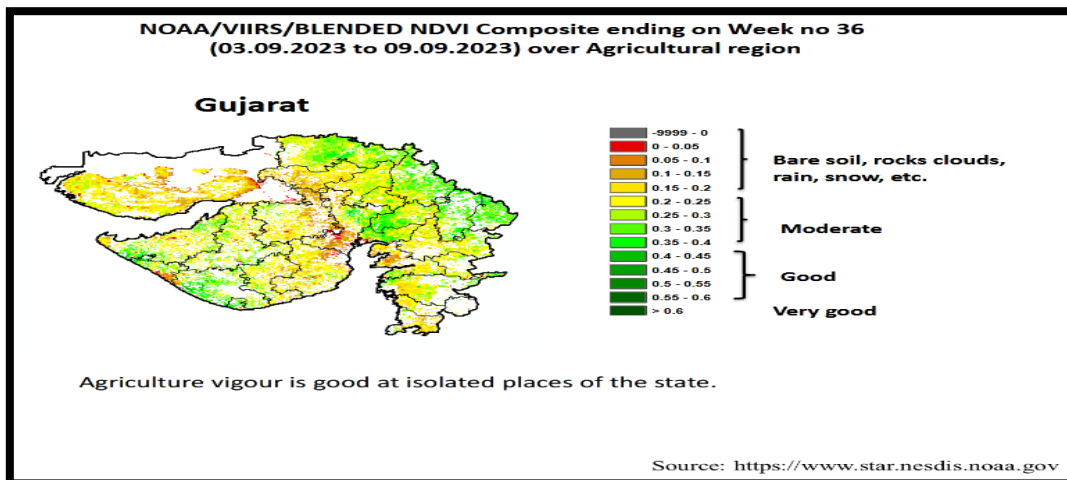 NOAA/VIIRS/BLENDED NDVI Composite ending on Week no 36
(03.09.2023 to 09.09.2023) over Agricultural region
Gujarat
-9999 - 0
0 - 0.05
0.05 - 0.1
0.1 - 0.15
0.15 - 0.2
0.2 - 0.25
0.25 - 0.3
0.3 - 0.35
0.35 - 0.4
0.4 - 0.45
0.45 - 0.5
0.5 - 0.55
0.55 - 0.6
> 0.6
Bare soil, rocks clouds,
rain, snow, etc.
Moderate
Good
Very good
Agriculture vigour is good at isolated places of the state.
Source: https://www.star.nesdis.noaa.gov